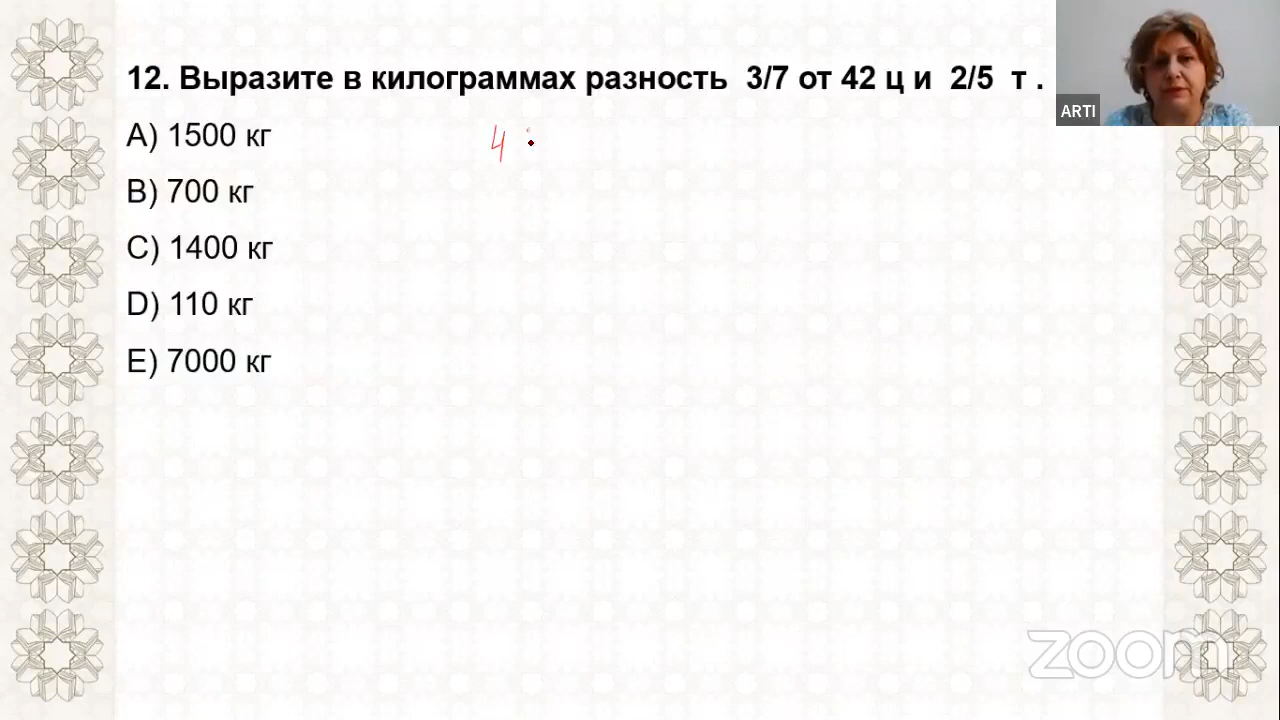 12. Выразите в килограммах разность 3/7 от 42 ц и 2/5 т .
ARTI
A) 1500 кг
4
B) 700 кг
C) 1400 кг
D) 110 кг
E) 7000 кг
zoom